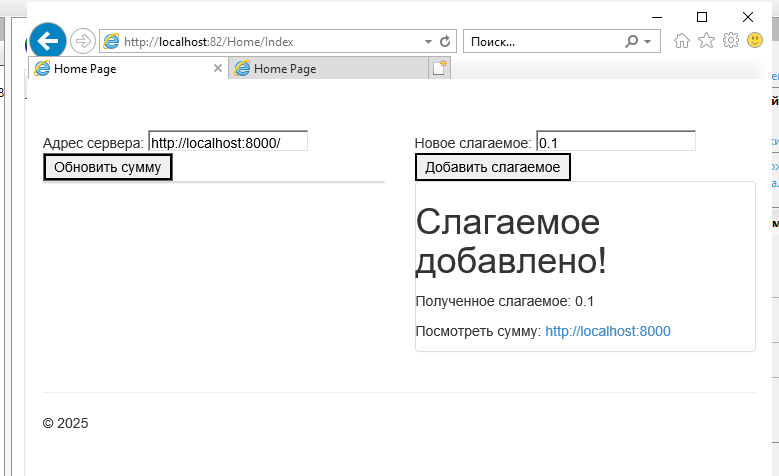 http://localhost:82/Home/Index
Поиск...
Home Page
Home Page
Адрес сервера: http://localhost:8000/
Обновить сумму
Новое слагаемое: 0.1
Добавить слагаемое
Слагаемое
добавлено!
Полученное слагаемое: 0.1
Посмотреть сумму: http://localhost:8000
© 2025